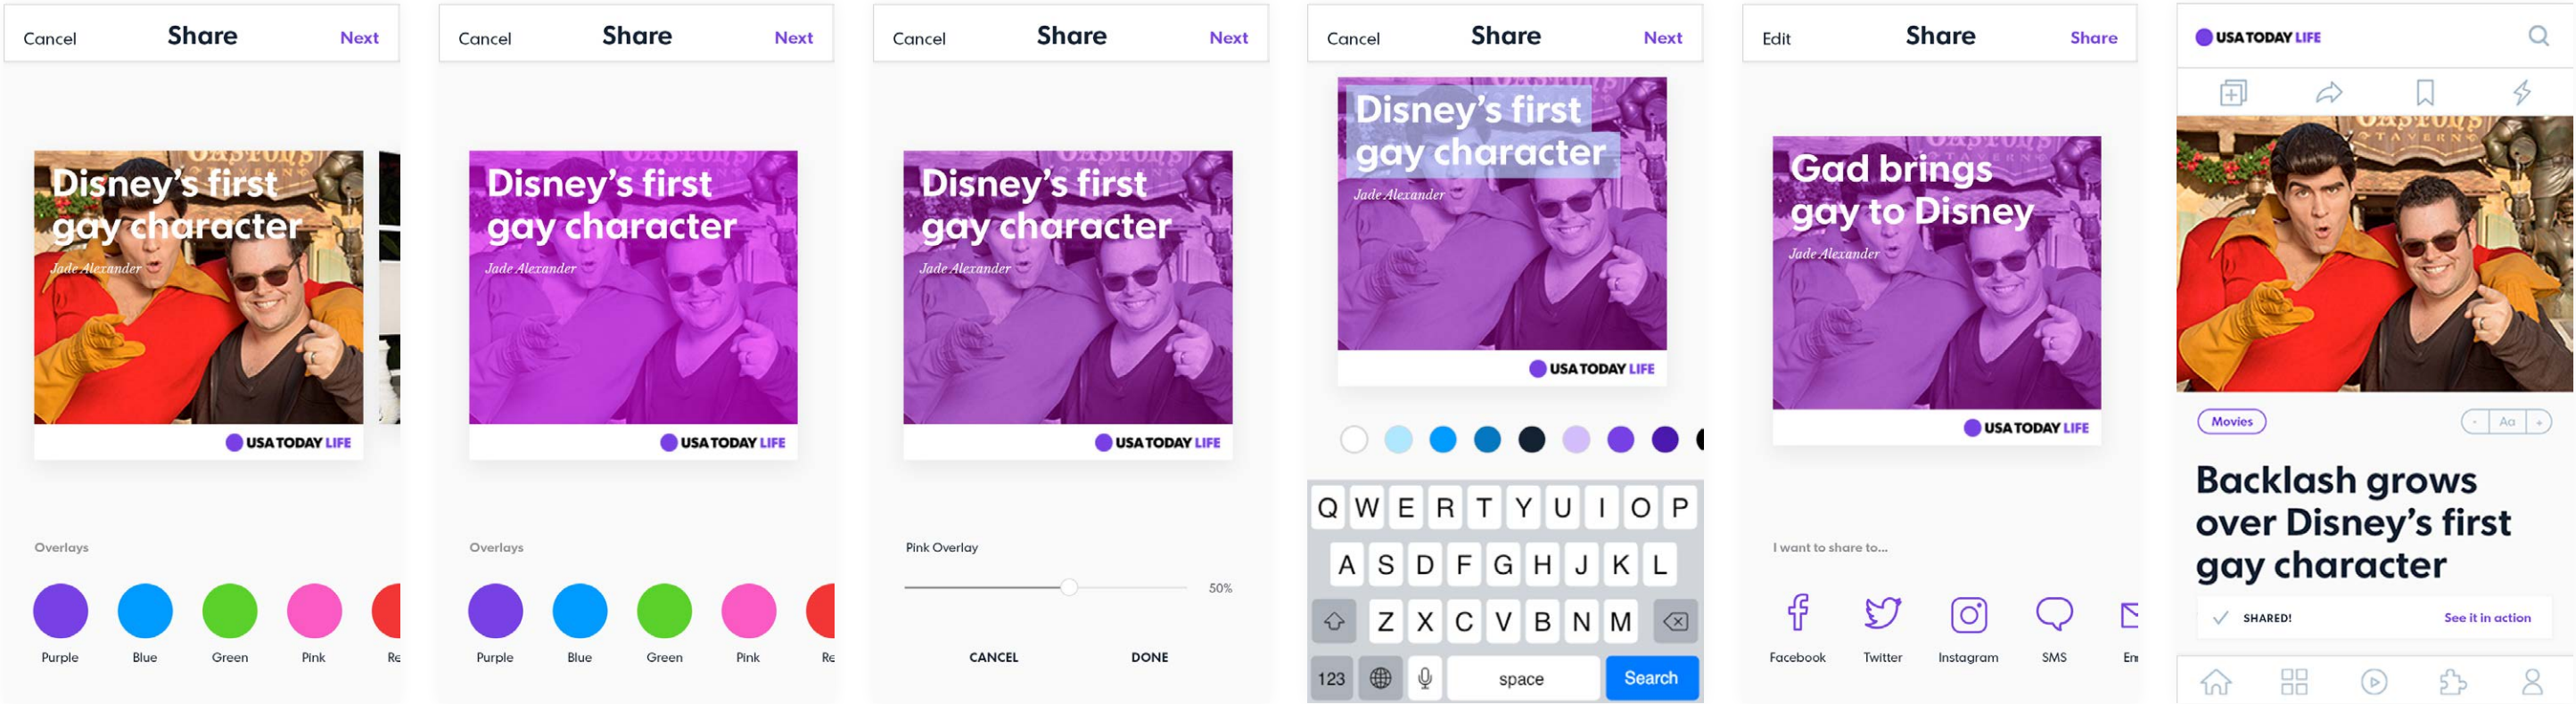 Cancel
Share
Next
GASTON'S
TAVERN
Disney's first
gay character
Jade Alexander
USA TODAY LIFE
Overlays
Purple
Blue
Green
Pink
Cancel
Share
Next
Disney's first
gay character
Jade Alexander
USA TODAY LIFE
Overlays
Purple
Blue
Green
Pink
Cancel
Share
Next
Disney's first
gay character
Jade Alexander
USA TODAY LIFE
Pink Overlay
50%
CANCEL
DONE
Cancel
Share
Next
Disney's first
gay character
Jade Alexander
USA TODAY LIFE
Q W E R T Y U I O P
A S D F G H J K L
Z X C V B N M
123
space
Search
Edit
Share
Share
Gad brings
gay to Disney
Jade Alexander
USA TODAY LIFE
I want to share to...
Facebook
Twitter
Instagram
SMS
USA TODAY LIFE
GASTON'S
TAVERN
Movies
- Aa +
Backlash grows
over Disney's first
gay character
SHARED!
See it in action